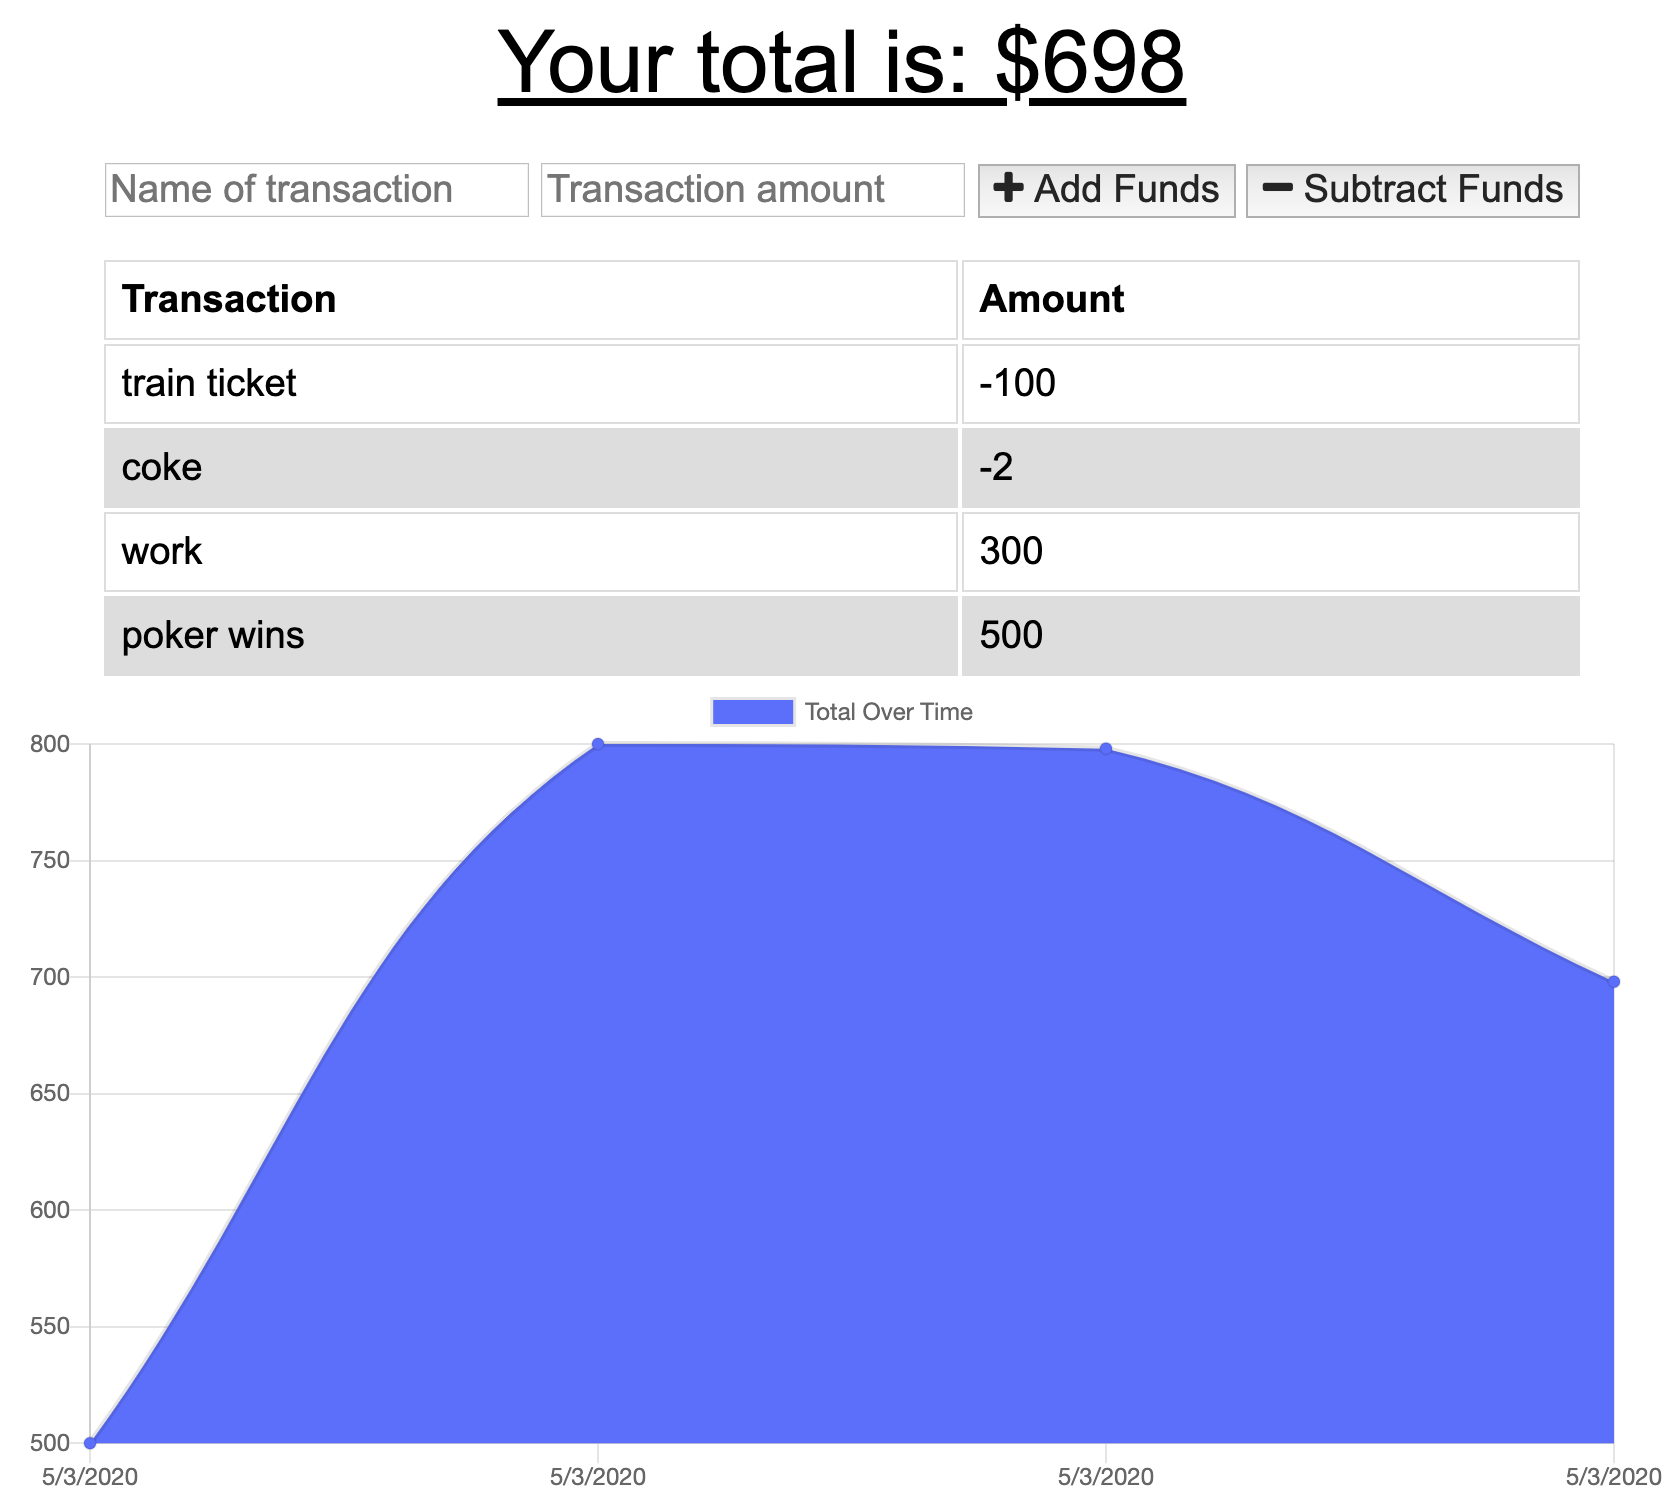 Your total is: $698
Name of transaction Transaction amount + Add Funds − Subtract Funds
Transaction Amount
train ticket -100
coke -2
work 300
poker wins 500
Total Over Time
800
750
700
650
600
550
500
5/3/2020 5/3/2020 5/3/2020 5/3/2020